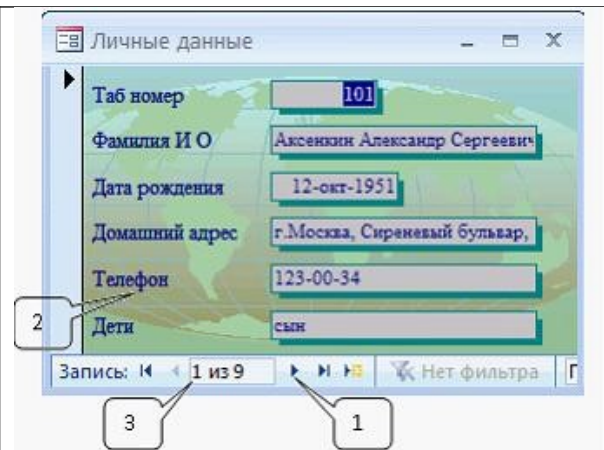 Личные данные
Таб номер 101
Фамилия И О Аксенкин Александр Сергеевич
Дата рождения 12-окт-1951
Домашний адрес г.Москва, Сиреневый бульвар,
Телефон 123-00-34
2
Дети сын
Запись: 1 из 9 Нет фильтра П
3 1